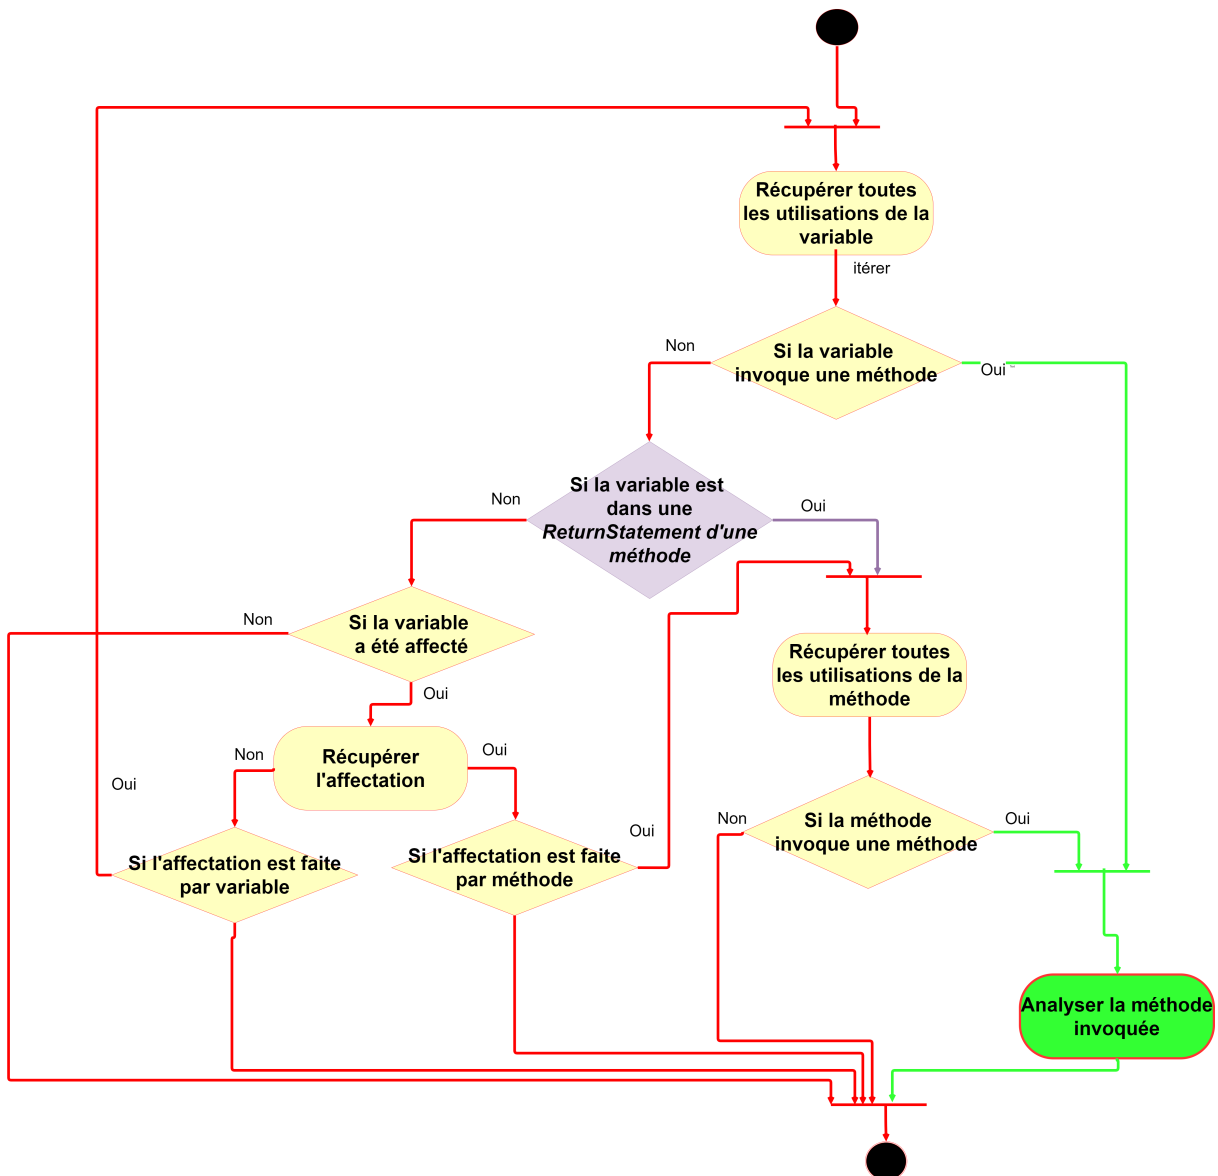 Récupérer toutes
les utilisations de la
variable
itérer
Non
Si la variable
invoque une méthode
Oui
Non
Si la variable est
dans une
ReturnStatement d'une
méthode
Oui
Non
Si la variable
a été affecté
Oui
Récupérer toutes
les utilisations de la
méthode
Non
Récupérer
l'affectation
Oui
Oui
Si l'affectation est faite
par variable
Si l'affectation est faite
par méthode
Oui
Non
Si la méthode
invoque une méthode
Oui
Analyser la méthode
invoquée